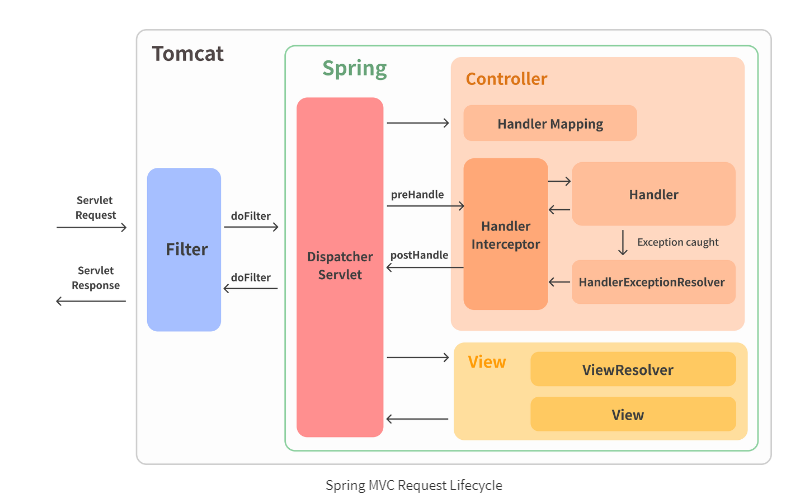 Tomcat
Spring
Controller
Handler Mapping
Servlet
Request
doFilter
preHandle
Handler
Handler
Interceptor
Filter
Dispatcher
Servlet
postHandle
Exception caught
Servlet
Response
doFilter
HandlerExceptionResolver
View
ViewResolver
View
Spring MVC Request Lifecycle